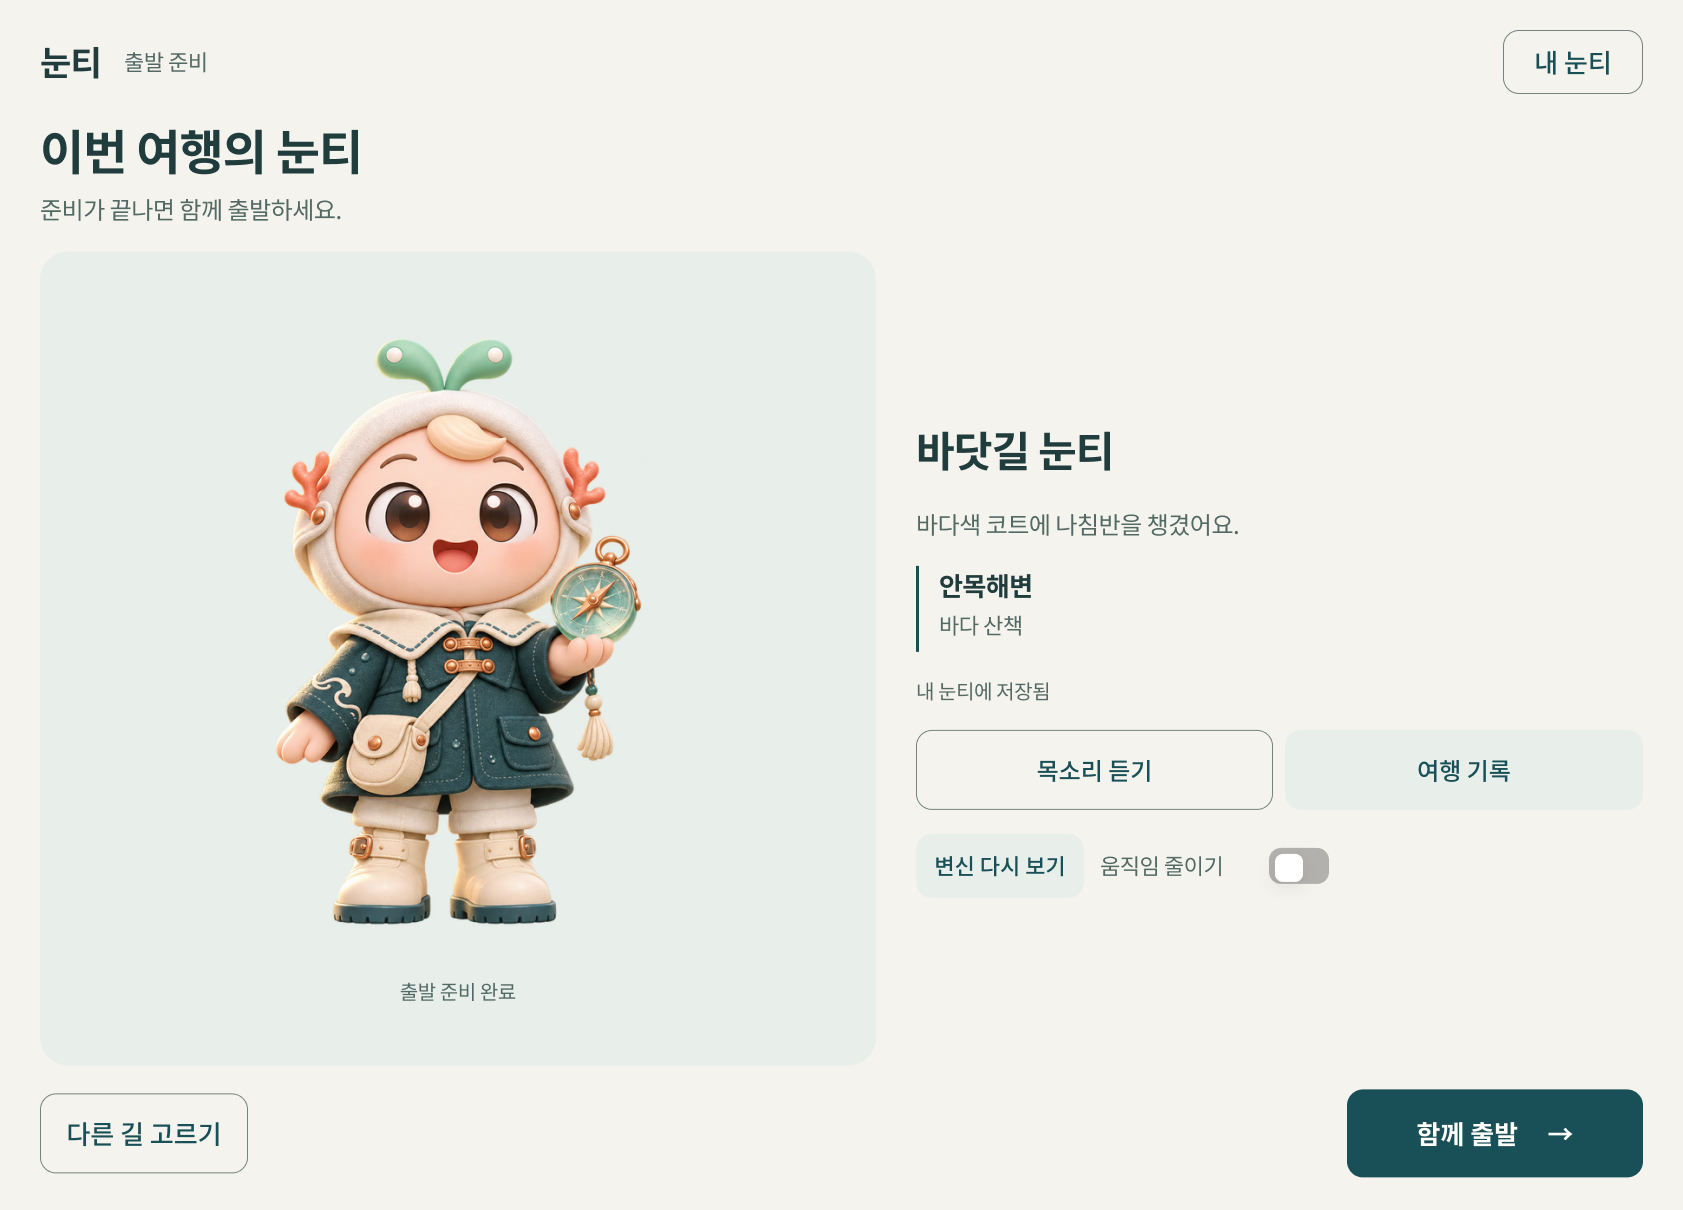 눈티 출발 준비
내 눈티
이번 여행의 눈티
준비가 끝나면 함께 출발하세요.
출발 준비 완료
바닷길 눈티
바다색 코트에 나침반을 챙겼어요.
안목해변
바다 산책
내 눈티에 저장됨
목소리 듣기
여행 기록
변신 다시 보기
움직임 줄이기
다른 길 고르기
함께 출발 →